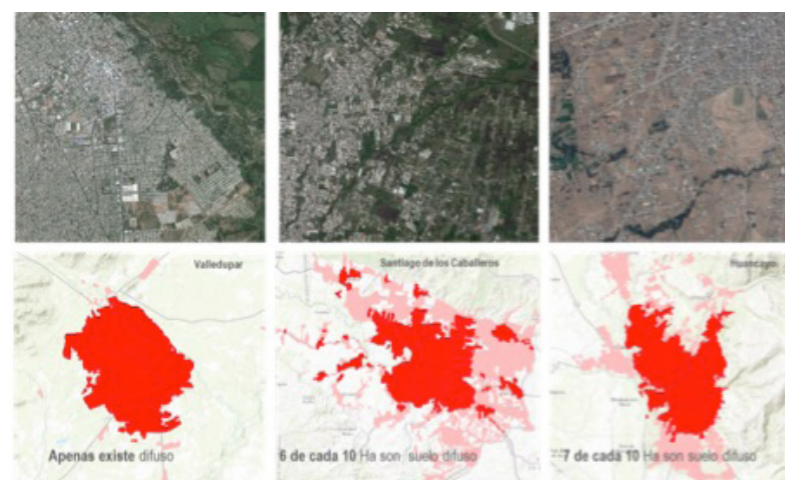 Valledupar
Santiago de los Caballeros
Huancayo
Apenas existe difuso
6 de cada 10 Ha son suelo difuso
7 de cada 10 Ha son suelo difuso